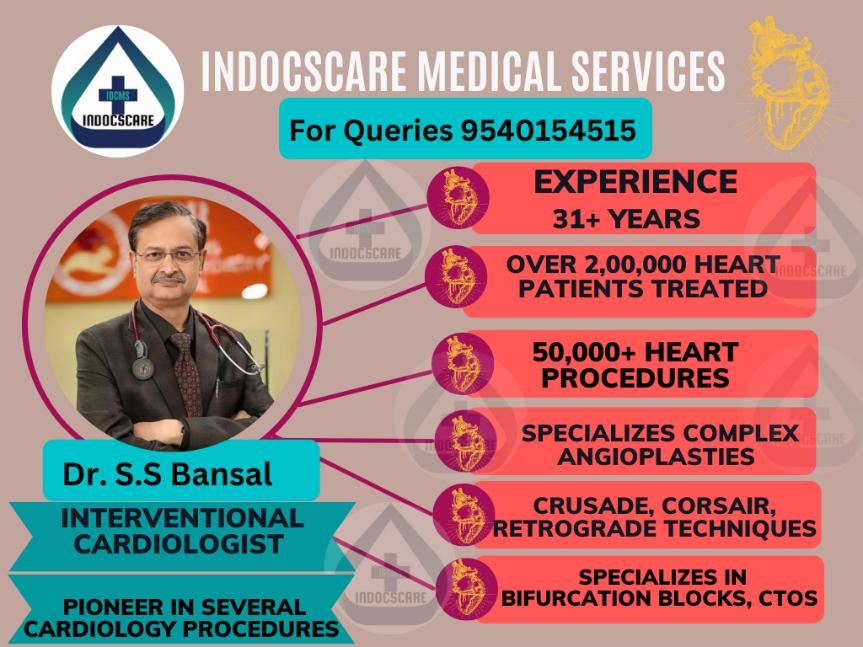 INDOCSCARE MEDICAL SERVICES
IDCMS
INDOCSCARE
For Queries 9540154515
EXPERIENCE
31+ YEARS
OVER 2,00,000 HEART
PATIENTS TREATED
50,000+ HEART
PROCEDURES
SPECIALIZES COMPLEX
ANGIOPLASTIES
CRUSADE, CORSAIR,
RETROGRADE TECHNIQUES
SPECIALIZES IN
BIFURCATION BLOCKS, CTOS
Dr. S.S Bansal
INTERVENTIONAL
CARDIOLOGIST
PIONEER IN SEVERAL
CARDIOLOGY PROCEDURES
INDOCSCARE
INDOCSCARE
INDOCSCARE
INDOCSCARE
INDOCSCARE